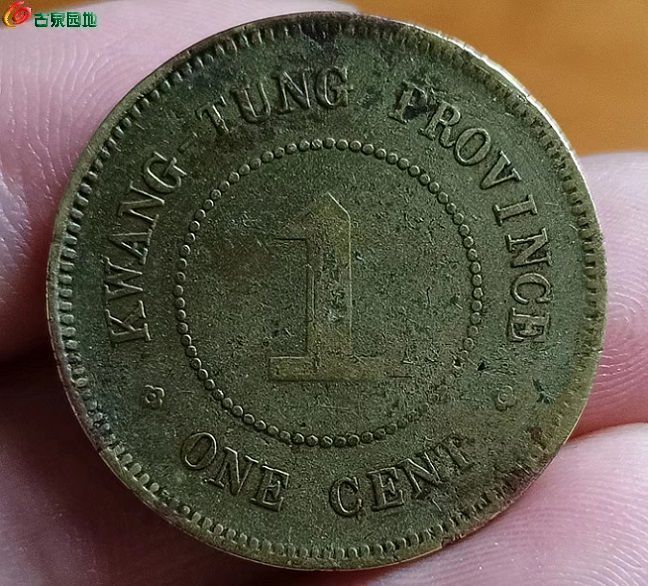 古泉园地
KWANG-TUNG PROVINCE
1
ONE CENT